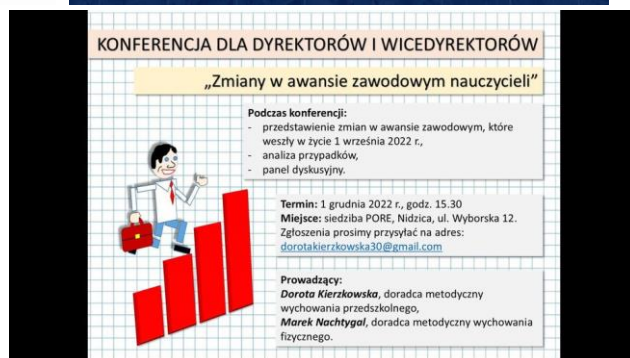 KONFERENCJA DLA DYREKTORÓW I WICEDYREKTORÓW
„Zmiany w awansie zawodowym nauczycieli”
Podczas konferencji:
- przedstawienie zmian w awansie zawodowym, które
weszły w życie 1 września 2022 r.,
- analiza przypadków,
- panel dyskusyjny.
Termin: 1 grudnia 2022 r., godz. 15.30
Miejsce: siedziba PORE, Nidzica, ul. Wyborska 12.
Zgłoszenia prosimy przysyłać na adres:
dorotakierzkowska30@gmail.com
Prowadzący:
Dorota Kierzkowska, doradca metodyczny
wychowania przedszkolnego,
Marek Nachtygal, doradca metodyczny wychowania
fizycznego.